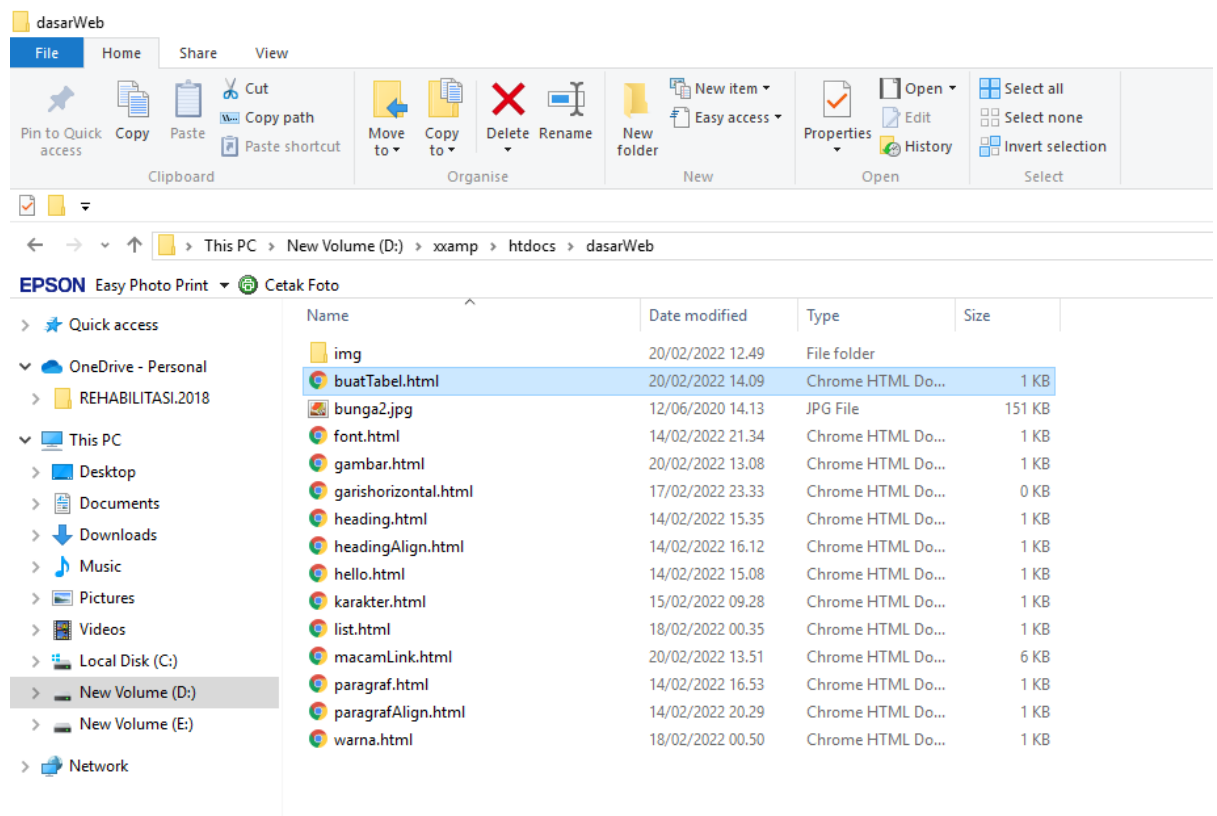 dasarWeb
File Home Share View
Pin to Quick access
Copy
Paste
Cut
Copy path
Paste shortcut
Clipboard
Move to
Copy to
Delete
Rename
Organise
New folder
New item
Easy access
New
Properties
Open
Edit
History
Open
Select all
Select none
Invert selection
Select
This PC > New Volume (D:) > xxamp > htdocs > dasarWeb
EPSON Easy Photo Print Cetak Foto
Quick access
OneDrive - Personal
REHABILITASI.2018
This PC
Desktop
Documents
Downloads
Music
Pictures
Videos
Local Disk (C:)
New Volume (D:)
New Volume (E:)
Network
Name Date modified Type Size
img 20/02/2022 12.49 File folder
buatTabel.html 20/02/2022 14.09 Chrome HTML Do... 1 KB
bunga2.jpg 12/06/2020 14.13 JPG File 151 KB
font.html 14/02/2022 21.34 Chrome HTML Do... 1 KB
gambar.html 20/02/2022 13.08 Chrome HTML Do... 1 KB
garishorizontal.html 17/02/2022 23.33 Chrome HTML Do... 0 KB
heading.html 14/02/2022 15.35 Chrome HTML Do... 1 KB
headingAlign.html 14/02/2022 16.12 Chrome HTML Do... 1 KB
hello.html 14/02/2022 15.08 Chrome HTML Do... 1 KB
karakter.html 15/02/2022 09.28 Chrome HTML Do... 1 KB
list.html 18/02/2022 00.35 Chrome HTML Do... 1 KB
macamLink.html 20/02/2022 13.51 Chrome HTML Do... 6 KB
paragraf.html 14/02/2022 16.53 Chrome HTML Do... 1 KB
paragrafAlign.html 14/02/2022 20.29 Chrome HTML Do... 1 KB
warna.html 18/02/2022 00.50 Chrome HTML Do... 1 KB